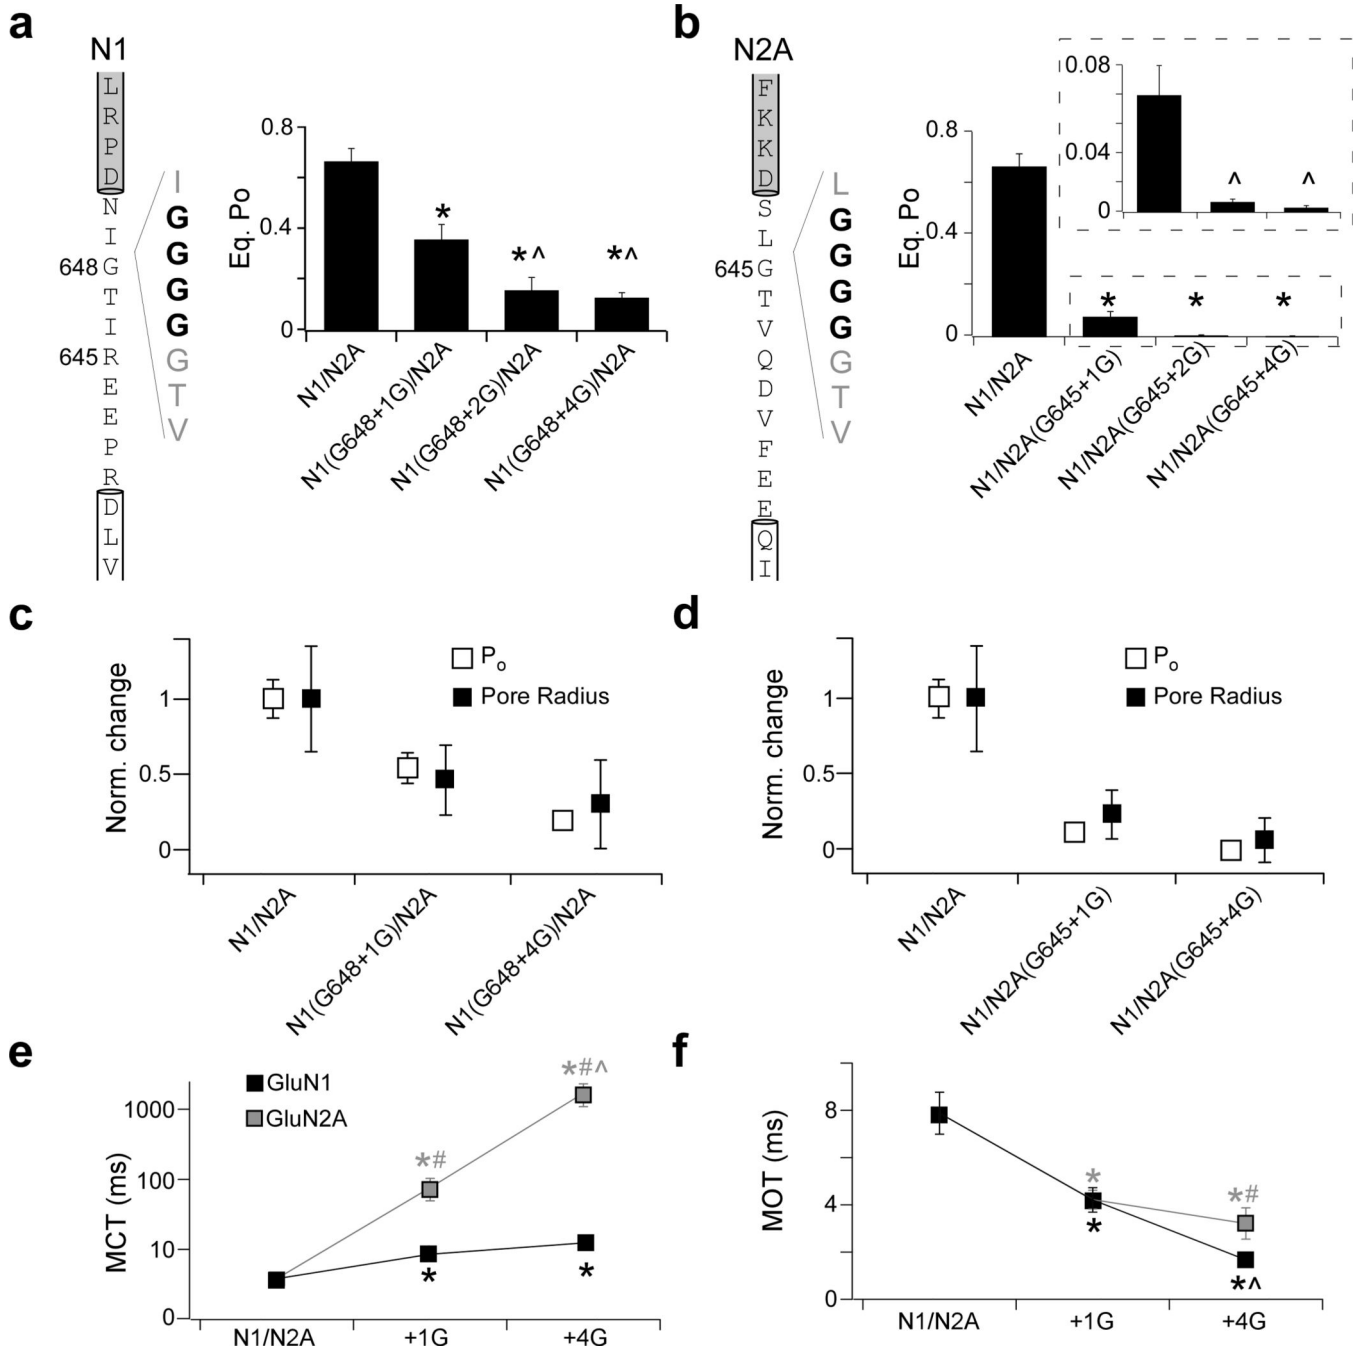 a
N1
L
R
P
D
N
I
648 G
T
I
645 R
E
E
P
R
D
L
V
I
G
G
G
G
G
T
V
Eq. Po
0.8
0.4
0
*
*^
*^
N1/N2A
N1(G648+1G)/N2A
N1(G648+2G)/N2A
N1(G648+4G)/N2A
b
N2A
F
K
K
D
S
L
645 G
T
V
Q
D
V
F
E
E
Q
I
L
G
G
G
G
G
T
V
Eq. Po
0.8
0.4
0
0.08
0.04
0
^
^
*
*
*
N1/N2A
N1/N2A(G645+1G)
N1/N2A(G645+2G)
N1/N2A(G645+4G)
c
Norm. change
1
0.5
0
Po
Pore Radius
N1/N2A
N1(G648+1G)/N2A
N1(G648+4G)/N2A
d
Norm. change
1
0.5
0
Po
Pore Radius
N1/N2A
N1/N2A(G645+1G)
N1/N2A(G645+4G)
e
MCT (ms)
1000
100
10
0
GluN1
GluN2A
*#^
*#
*
*
N1/N2A
+1G
+4G
f
MOT (ms)
8
4
0
*
*#
*
*^
N1/N2A
+1G
+4G